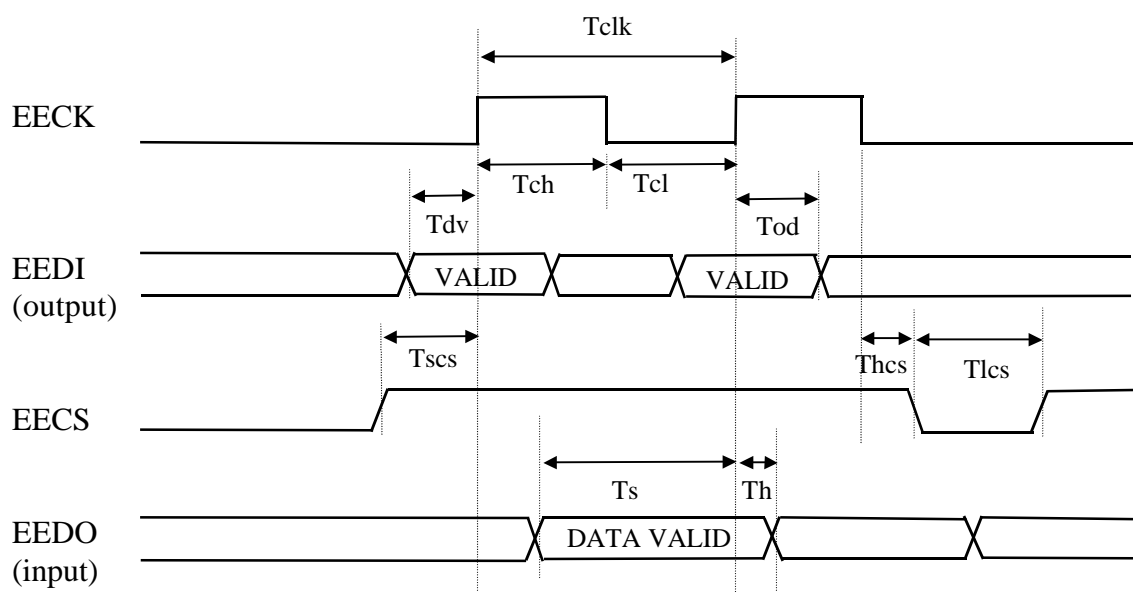 Tclk
EECK
Tch
Tcl
Tdv
Tod
EEDI
(output)
VALID
VALID
Tscs
Thcs
Tlcs
EECS
Ts
Th
EEDO
(input)
DATA VALID